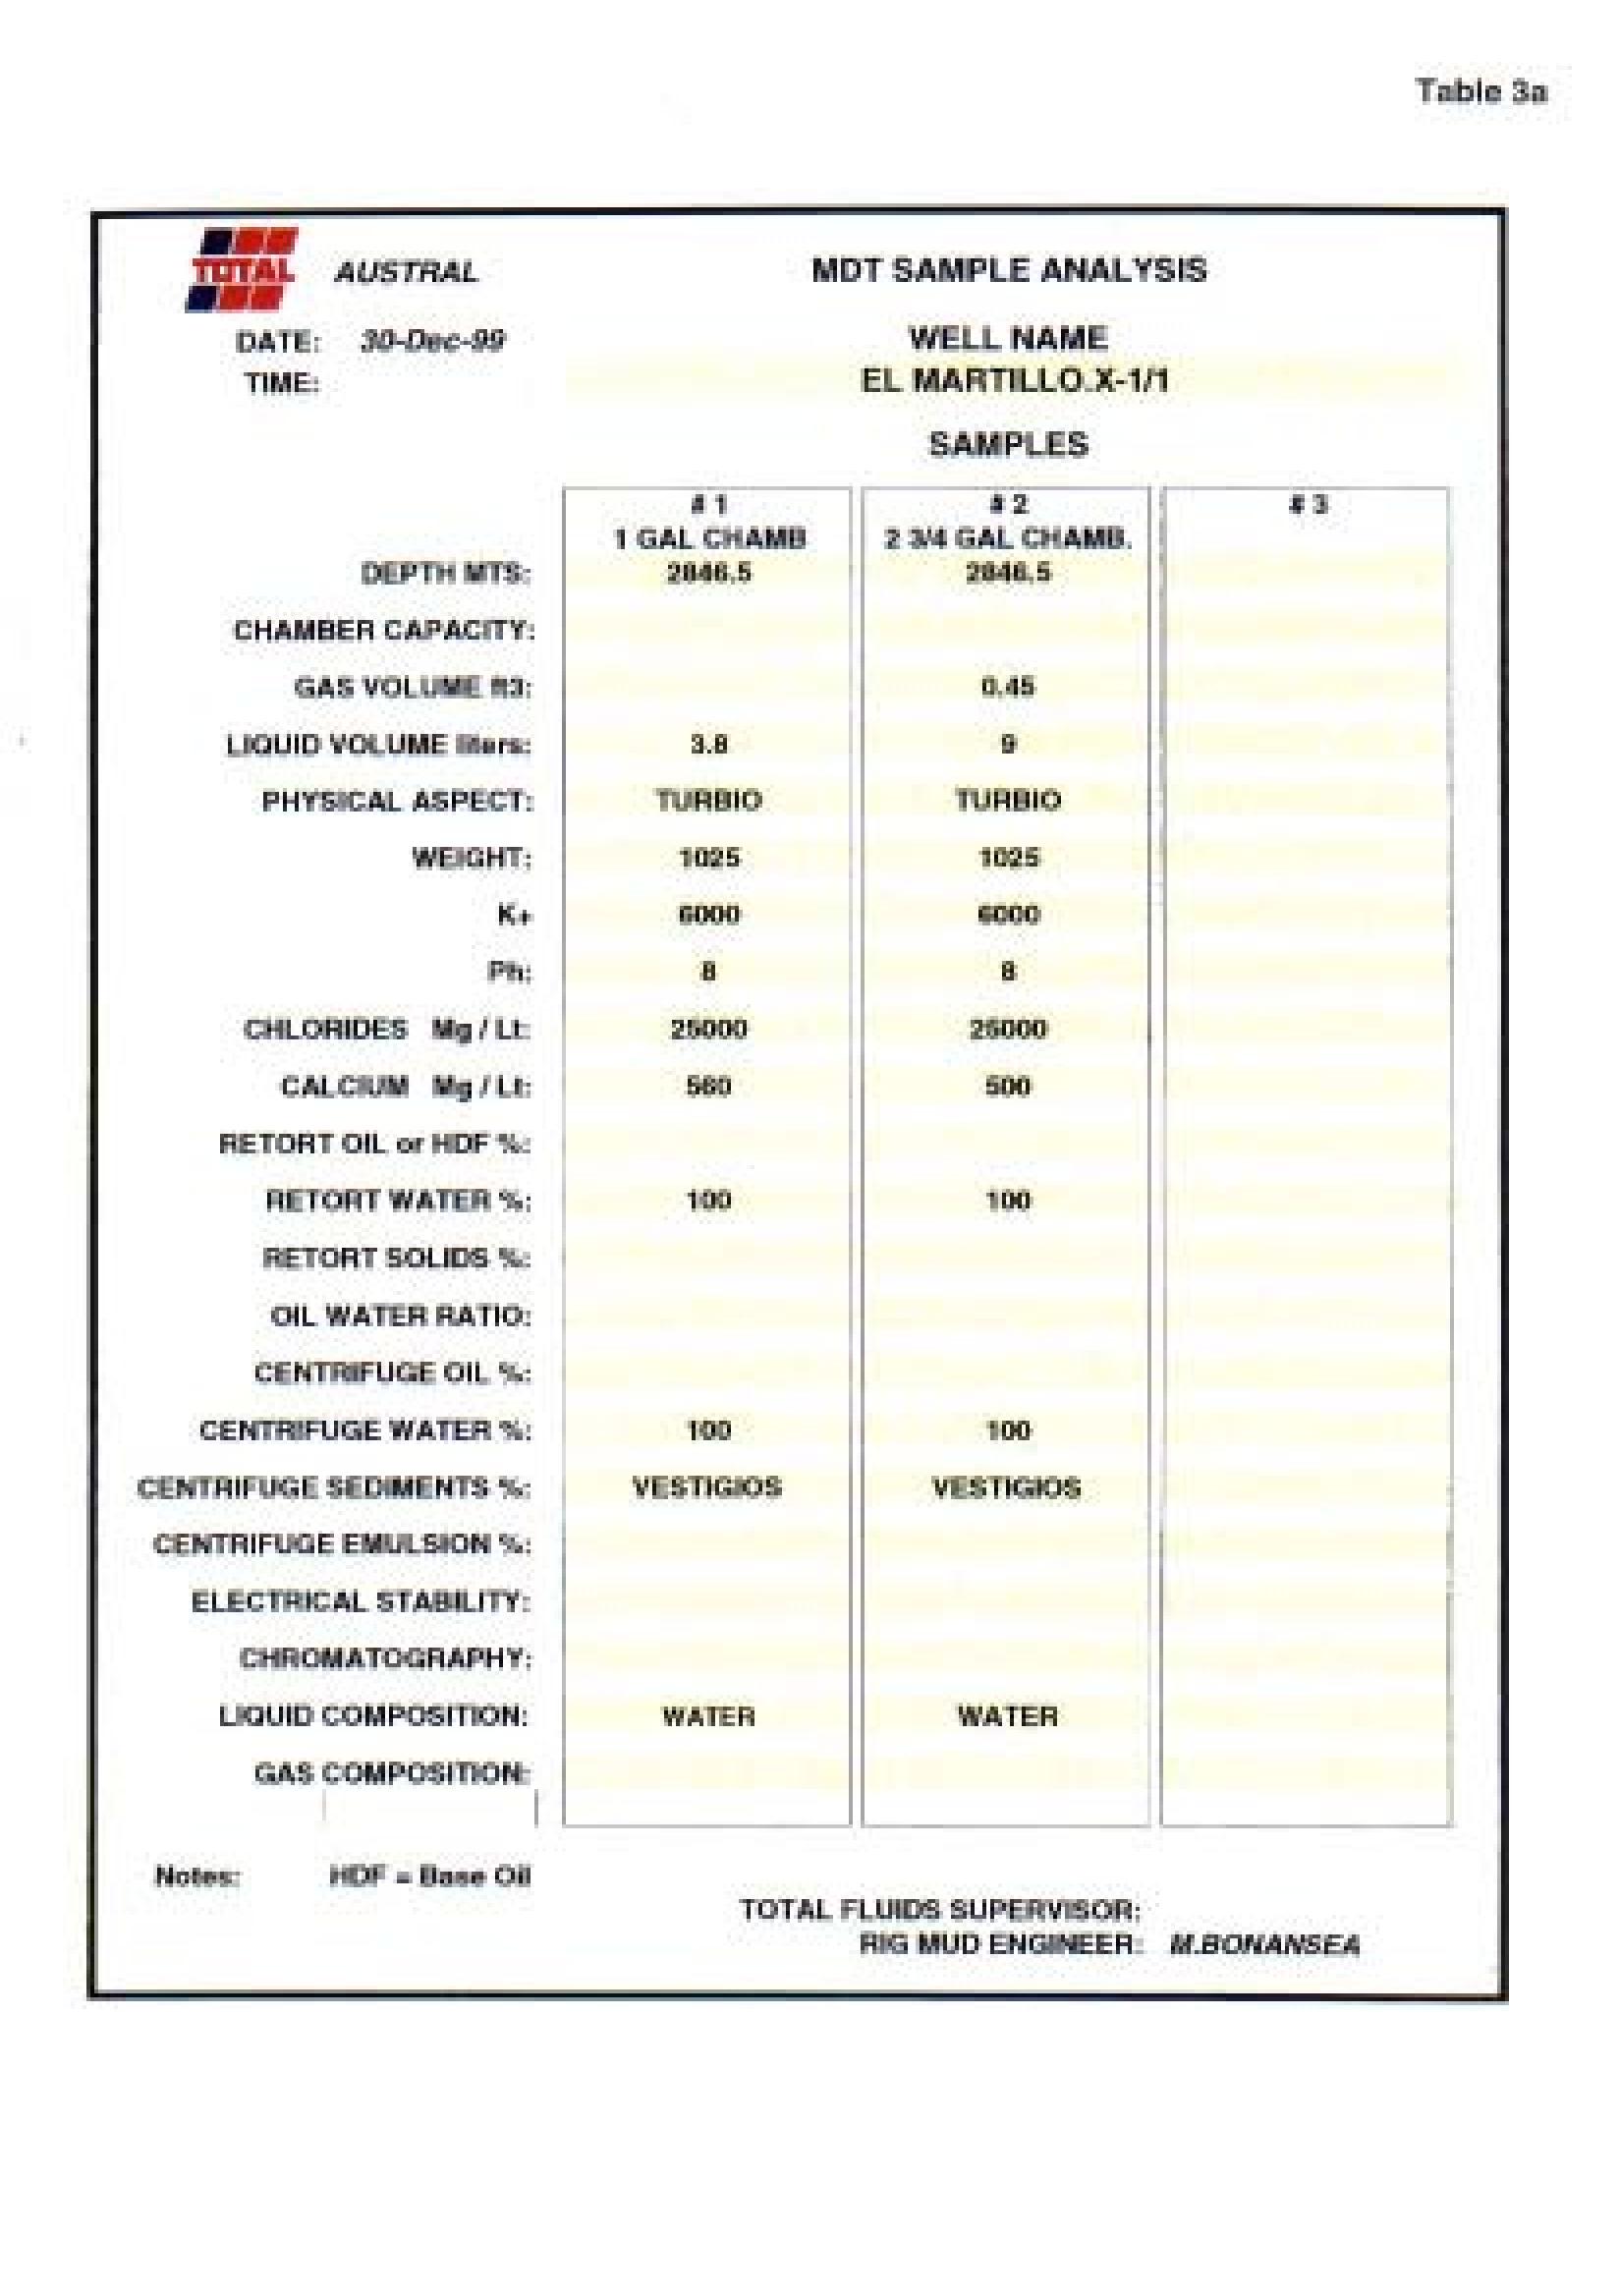 Table 3a
TOTAL AUSTRAL MDT SAMPLE ANALYSIS
DATE: 30-Dec-99 WELL NAME
TIME: EL MARTILLO.X-1/1
SAMPLES
# 1 # 2 # 3
1 GAL CHAMB 2 3/4 GAL CHAMB.
DEPTH MTS: 2846.5 2846.5
CHAMBER CAPACITY:
GAS VOLUME ft3: 0.45
LIQUID VOLUME liters: 3.8 9
PHYSICAL ASPECT: TURBIO TURBIO
WEIGHT: 1025 1025
K+ 6000 6000
Ph: 8 8
CHLORIDES Mg / Lt: 25000
CALCIUM Mg / Lt: 500
RETORT OIL or HDF %:
RETORT WATER %: 100 100
RETORT SOLIDS %:
OIL WATER RATIO:
CENTRIFUGE OIL %:
CENTRIFUGE WATER %: 100 100
CENTRIFUGE SEDIMENTS %: VESTIGIOS VESTIGIOS
CENTRIFUGE EMULSION %:
ELECTRICAL STABILITY:
CHROMATOGRAPHY:
LIQUID COMPOSITION: WATER WATER
GAS COMPOSITION:
Notes: HDF = Base Oil
TOTAL FLUIDS SUPERVISOR:
RIG MUD ENGINEER: M.BONANSEA